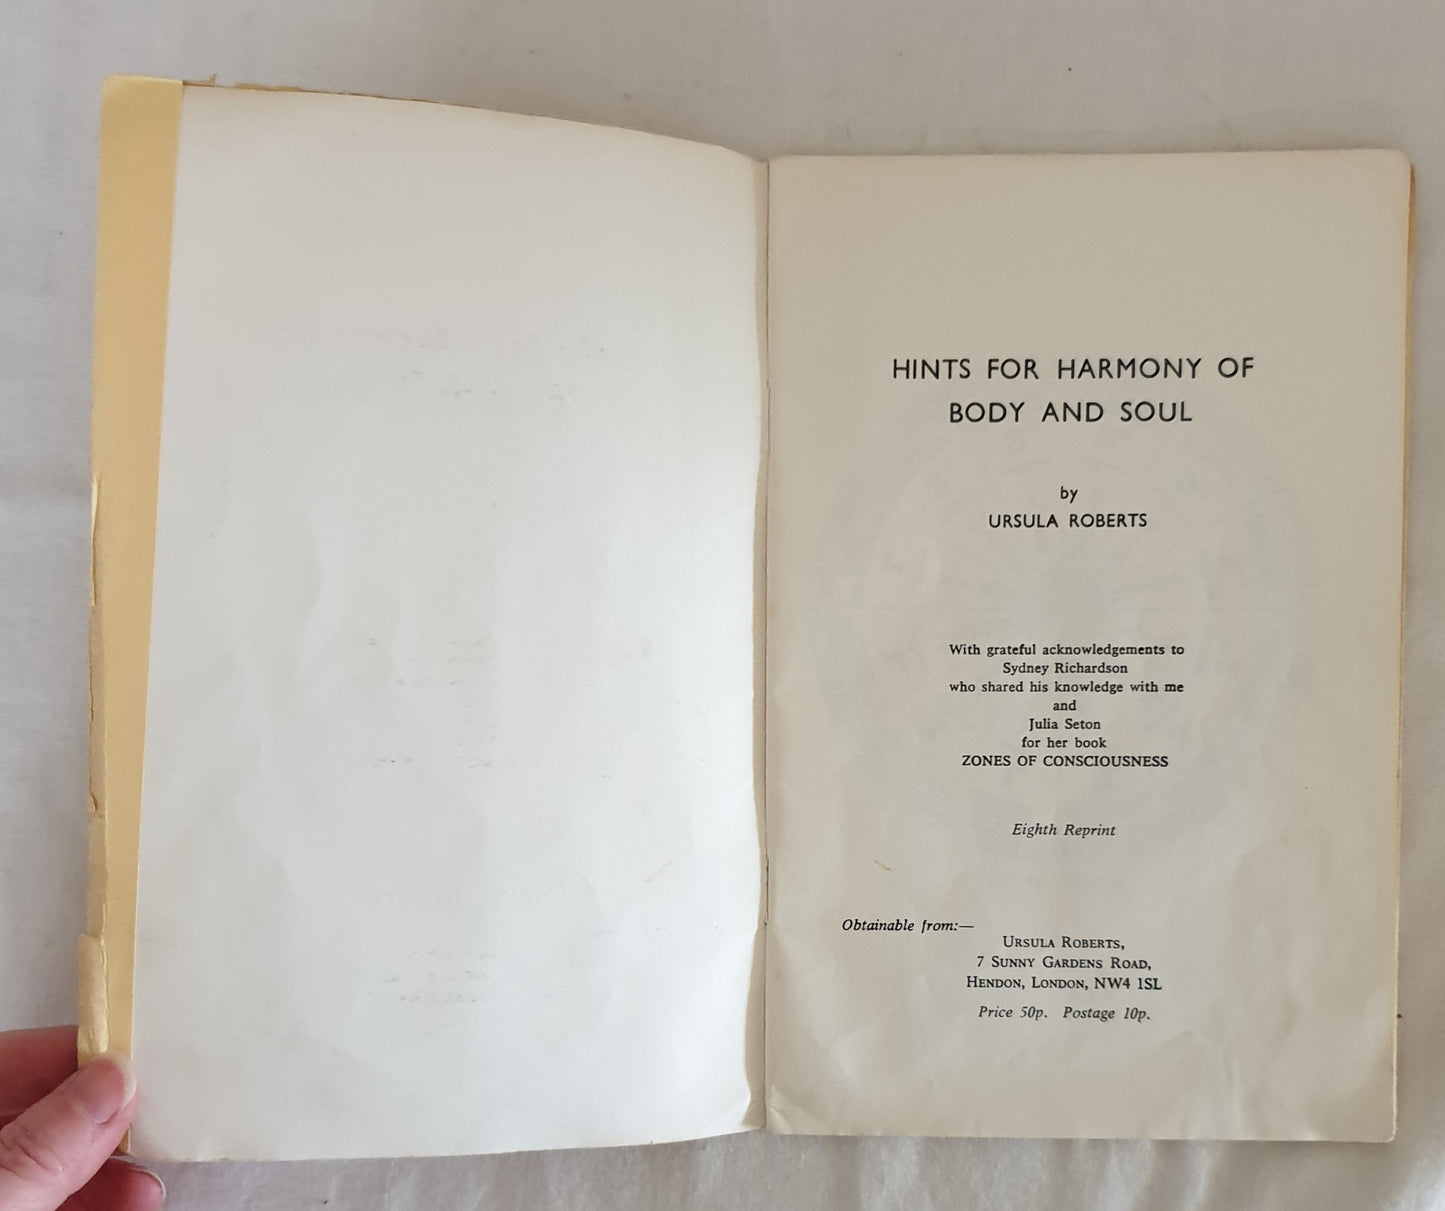 HINTS FOR HARMONY OF
BODY AND SOUL
by
URSULA ROBERTS
With grateful acknowledgements to
Sydney Richardson
who shared his knowledge with me
and
Julia Seton
for her book
ZONES OF CONSCIOUSNESS
Eighth Reprint
Obtainable from:—
URSULA ROBERTS,
7 SUNNY GARDENS ROAD,
HENDON, LONDON, NW4 1SL
Price 50p. Postage 10p.